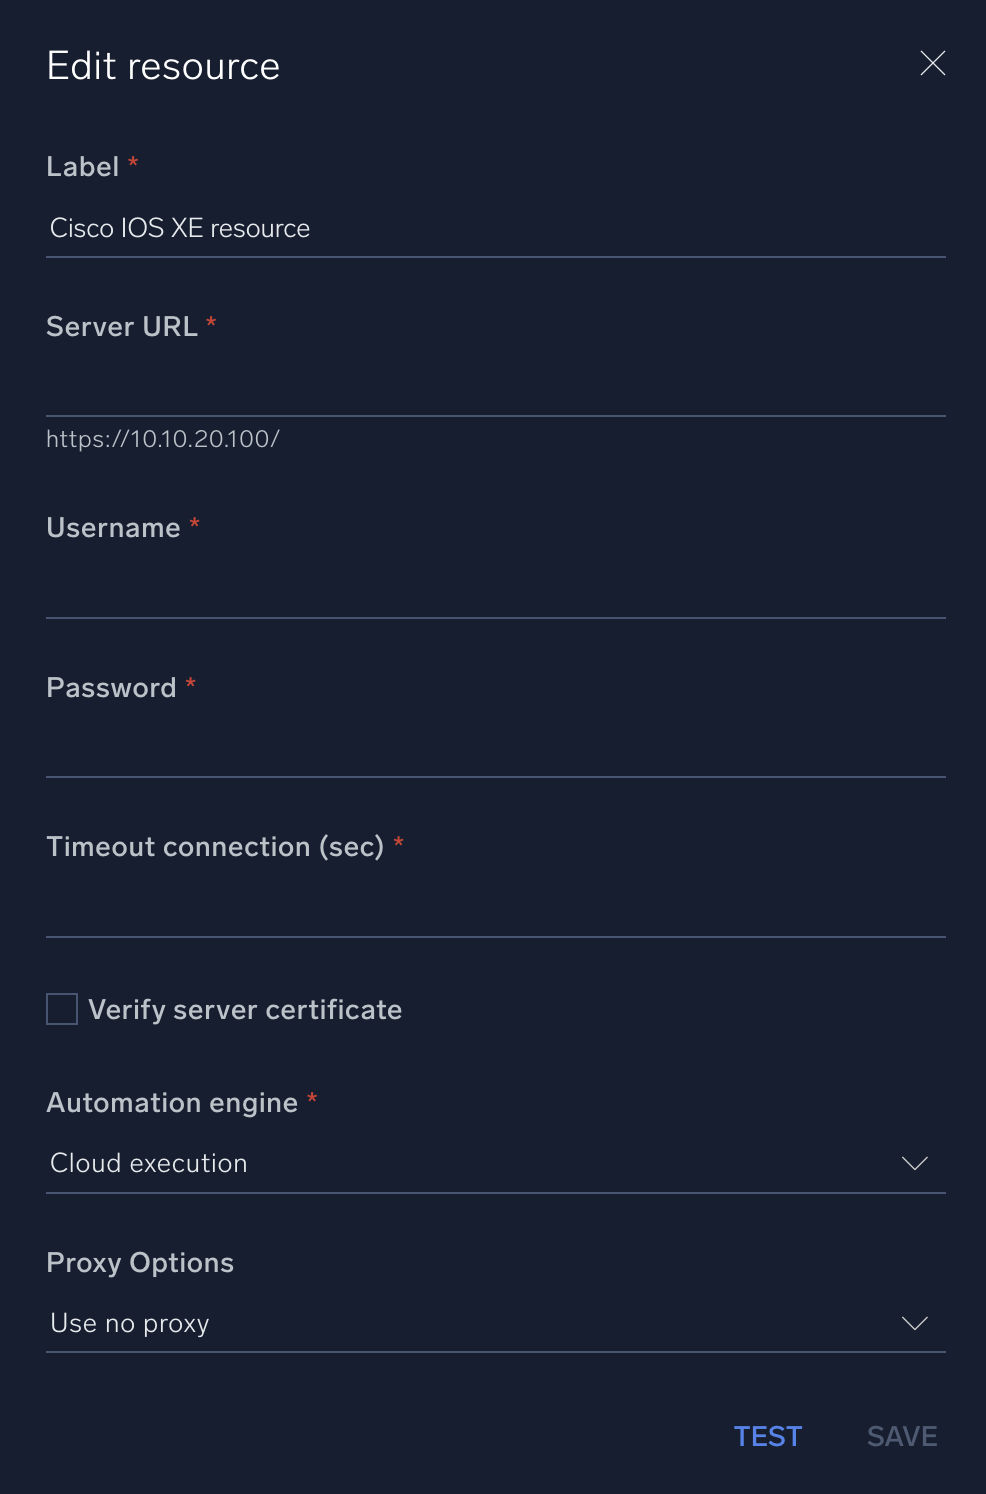 Edit resource
Label *
Cisco IOS XE resource
Server URL *
https://10.10.20.100/
Username *
Password *
Timeout connection (sec) *
Verify server certificate
Automation engine *
Cloud execution
Proxy Options
Use no proxy
TEST SAVE